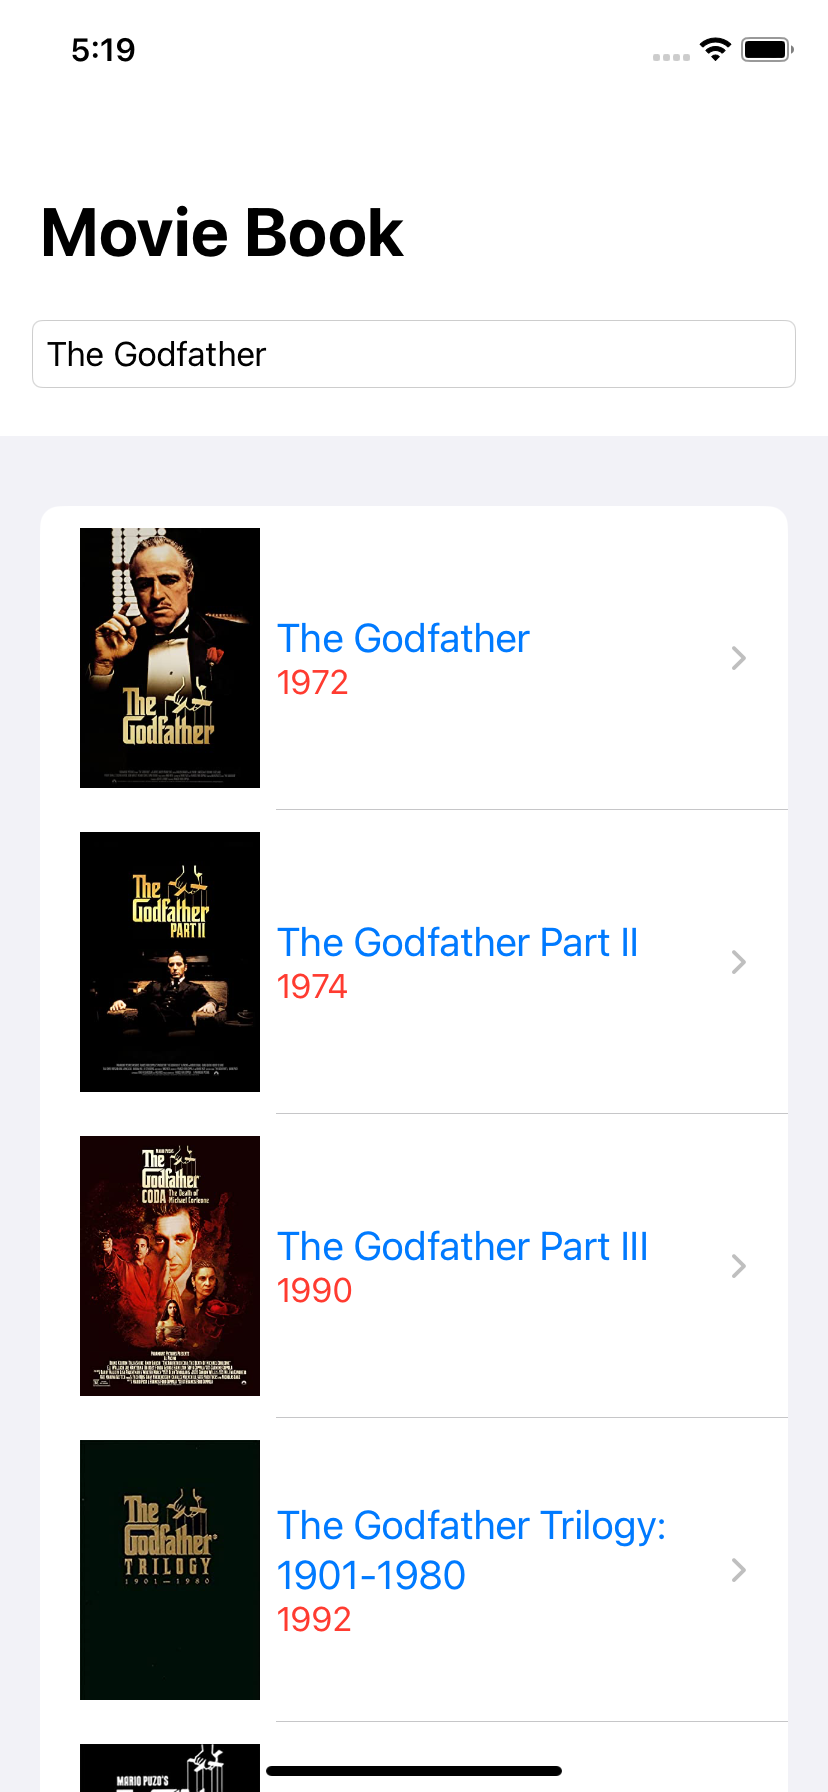 5:19
Movie Book
The Godfather
The
Godfather
The Godfather
1972
The
Godfather
PART II
The Godfather Part II
1974
The
Godfather
CODA The Death of
Michael Corleone
The Godfather Part III
1990
The
Godfather
TRILOGY
1901-1980
The Godfather Trilogy:
1901-1980
1992
MARIO PUZO'S